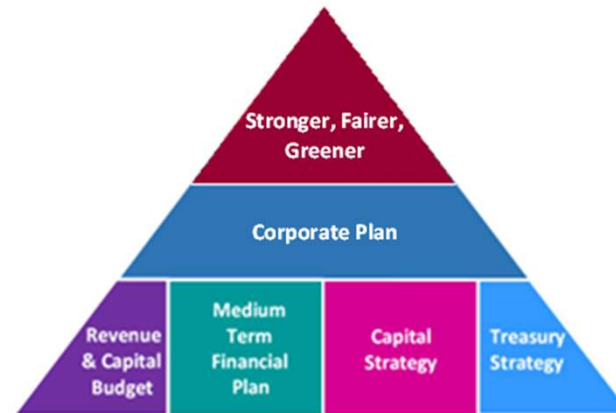 Stronger, Fairer,
Greener
Corporate Plan
Revenue
& Capital
Budget
Medium
Term
Financial
Plan
Capital
Strategy
Treasury
Strategy